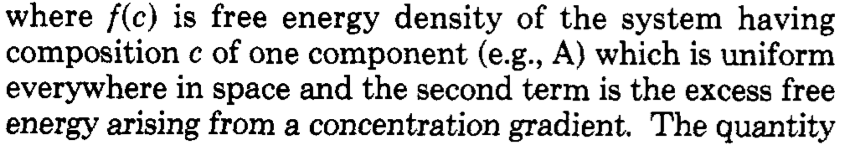 where f(c) is free energy density of the system having
composition c of one component (e.g., A) which is uniform
everywhere in space and the second term is the excess free
energy arising from a concentration gradient. The quantity